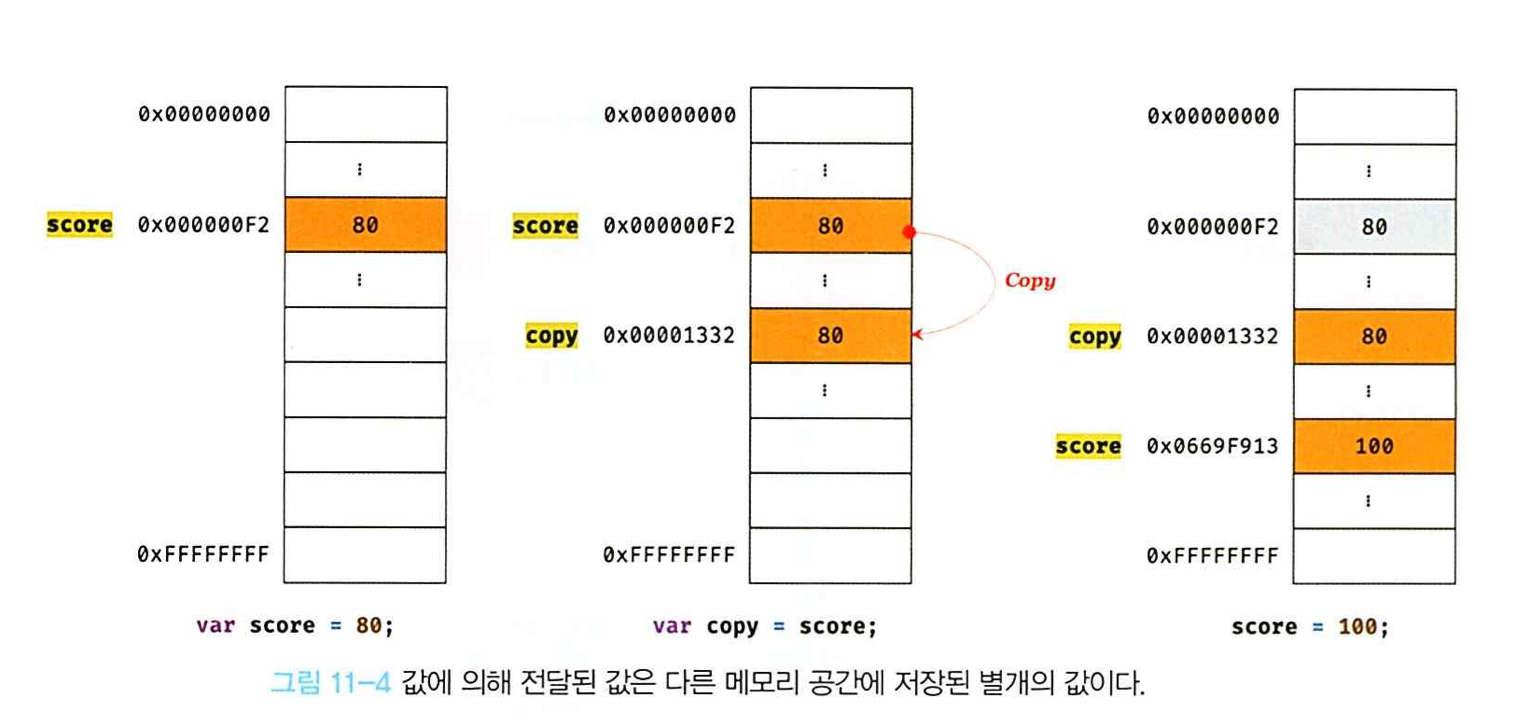 0x00000000
⋮
score 0x000000F2 80
⋮
0xFFFFFFFF
var score = 80;
0x00000000
⋮
score 0x000000F2 80
⋮
Copy
copy 0x00001332 80
⋮
0xFFFFFFFF
var copy = score;
0x00000000
⋮
0x000000F2 80
⋮
copy 0x00001332 80
⋮
score 0x0669F913 100
⋮
0xFFFFFFFF
score = 100;
그림 11-4 값에 의해 전달된 값은 다른 메모리 공간에 저장된 별개의 값이다.